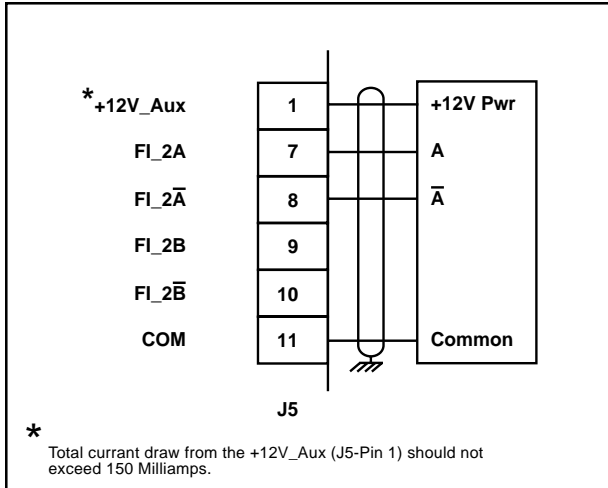 *+12V_Aux 1 +12V Pwr
FI_2A 7 A
FI_2A̅ 8 A̅
FI_2B 9
FI_2B̅ 10
COM 11 Common
J5
*
Total currant draw from the +12V_Aux (J5-Pin 1) should not
exceed 150 Milliamps.